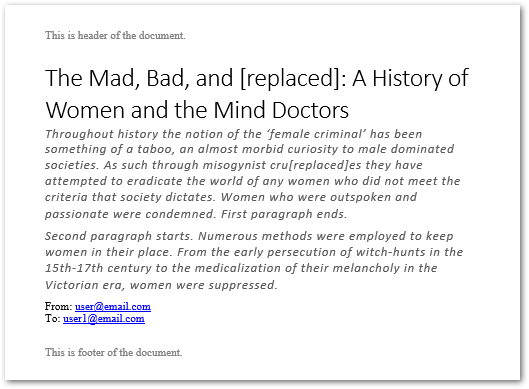 This is header of the document.
The Mad, Bad, and [replaced]: A History of
Women and the Mind Doctors
Throughout history the notion of the ‘female criminal’ has been
something of a taboo, an almost morbid curiosity to male dominated
societies. As such through misogynist cru[replaced]es they have
attempted to eradicate the world of any women who did not meet the
criteria that society dictates. Women who were outspoken and
passionate were condemned. First paragraph ends.
Second paragraph starts. Numerous methods were employed to keep
women in their place. From the early persecution of witch-hunts in the
15th-17th century to the medicalization of their melancholy in the
Victorian era, women were suppressed.
From: user@email.com
To: user1@email.com
This is footer of the document.